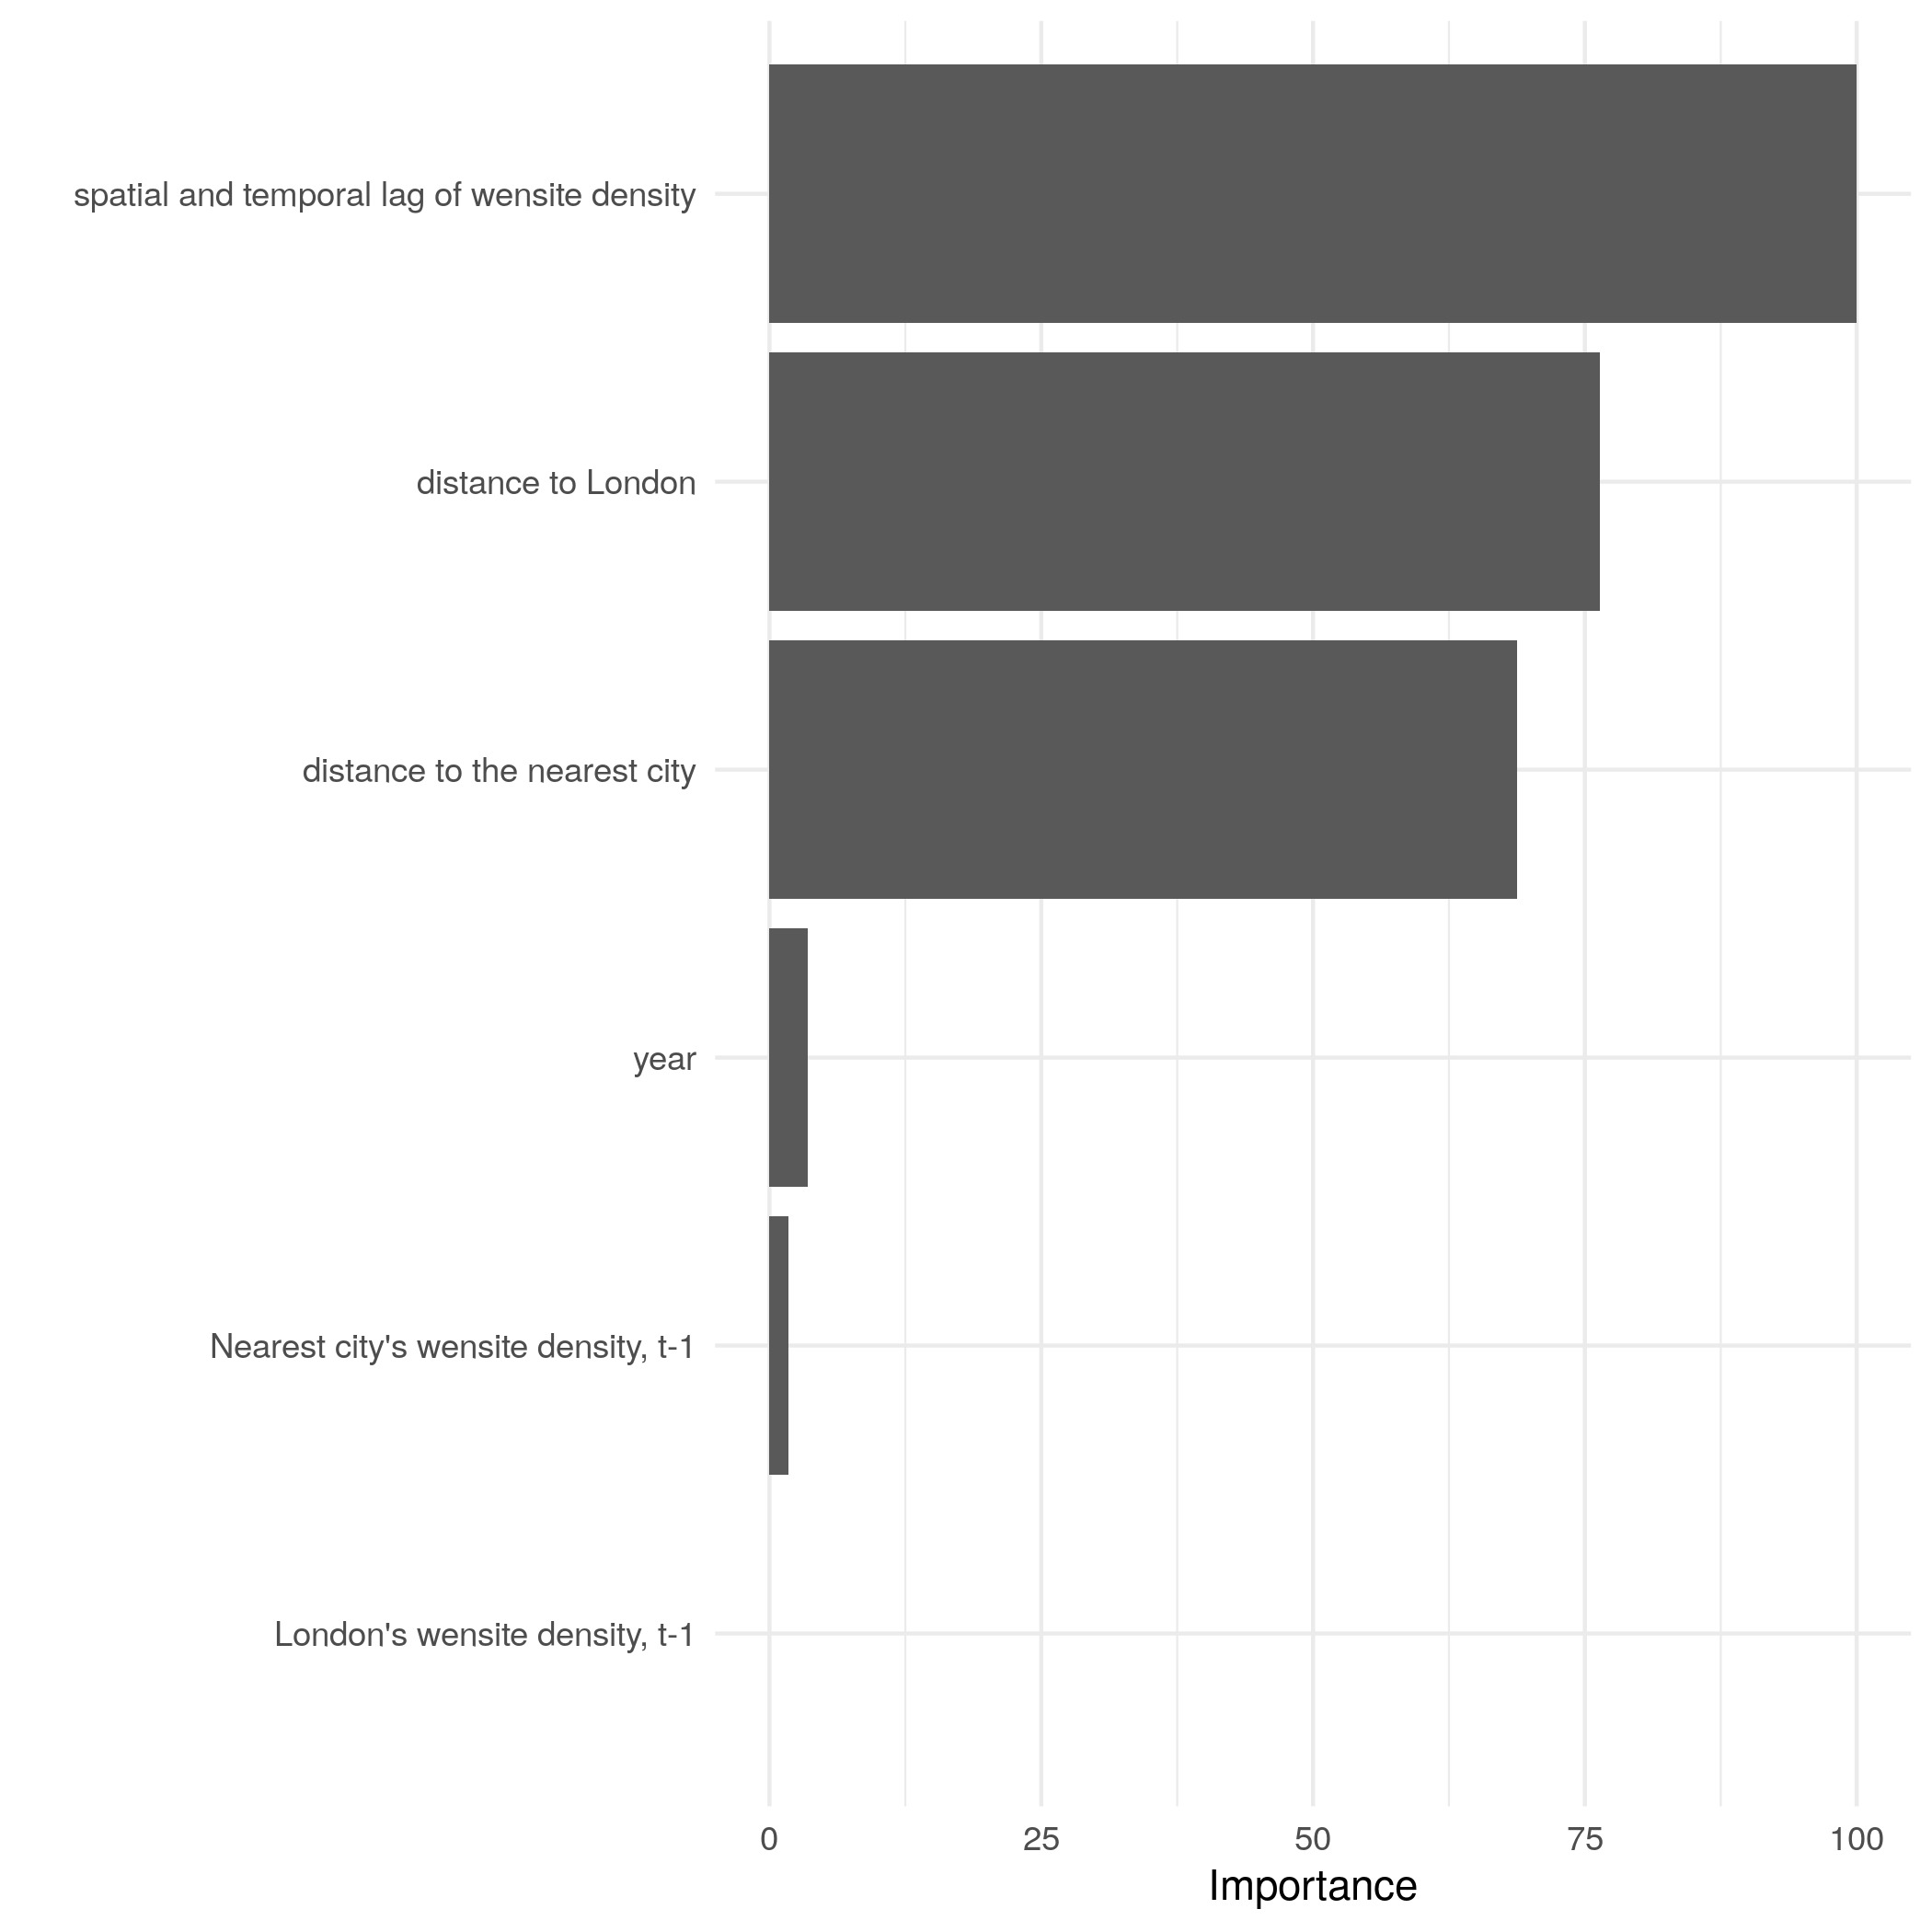 spatial and temporal lag of wensite density
distance to London
distance to the nearest city
year
Nearest city's wensite density, t-1
London's wensite density, t-1
0 25 50 75 100
Importance